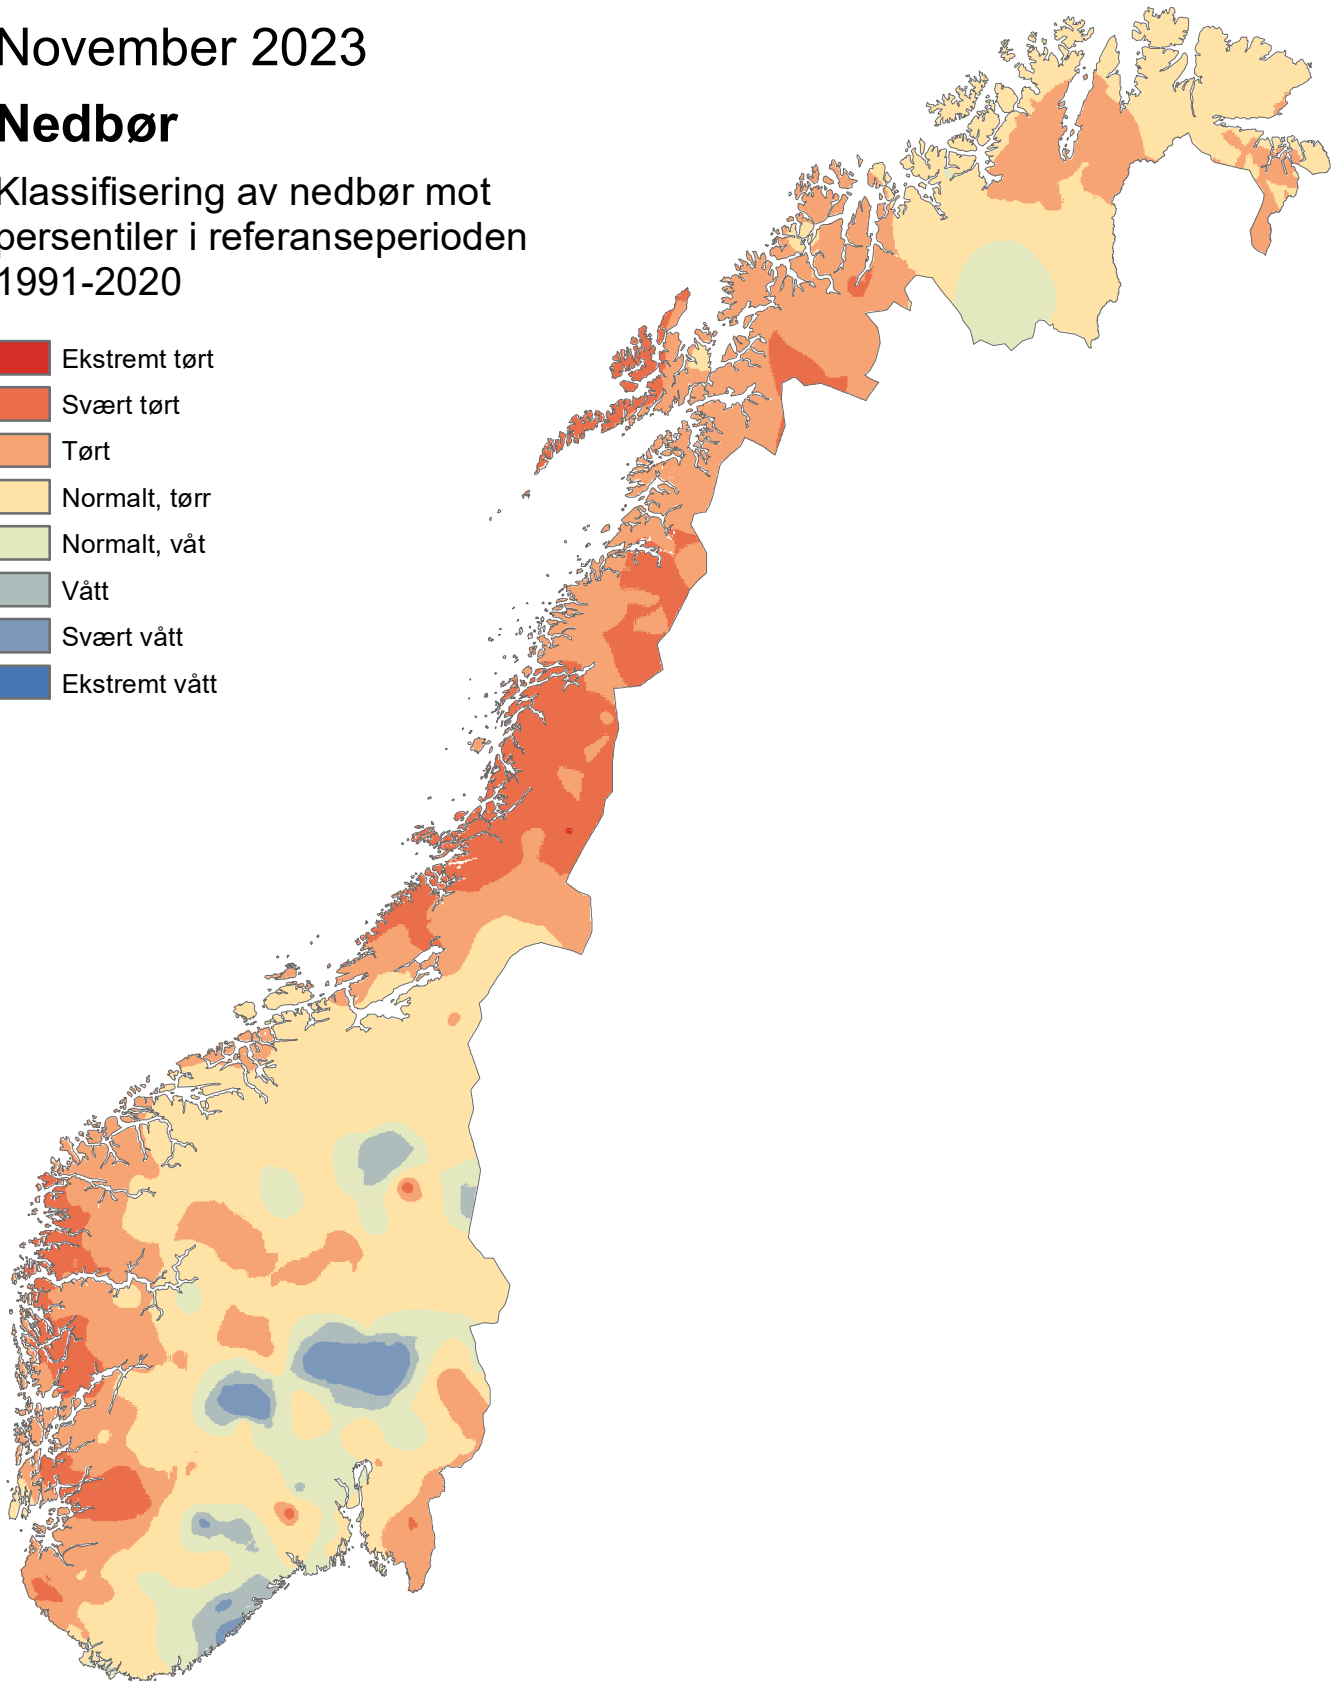 November 2023
Nedbør
Klassifisering av nedbør mot
persentiler i referanseperioden
1991-2020
Ekstremt tørt
Svært tørt
Tørt
Normalt, tørr
Normalt, våt
Vått
Svært vått
Ekstremt vått